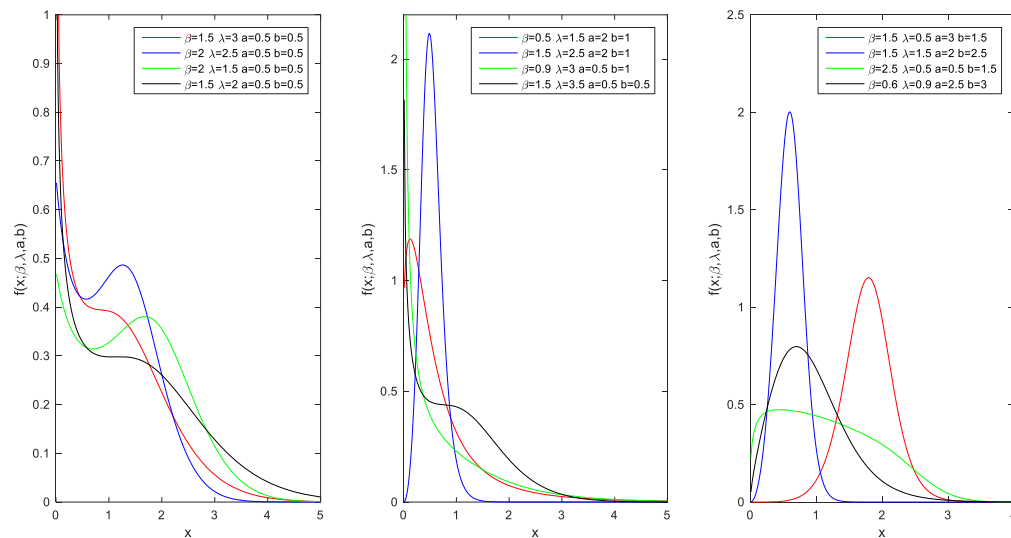 1
0.9
0.8
0.7
0.6
0.5
0.4
0.3
0.2
0.1
0
f(x;β,λ,a,b)
β=1.5 λ=3 a=0.5 b=0.5
β=2 λ=2.5 a=0.5 b=0.5
β=2 λ=1.5 a=0.5 b=0.5
β=1.5 λ=2 a=0.5 b=0.5
0 1 2 3 4 5
x
2
1.5
1
0.5
0
f(x;β,λ,a,b)
β=0.5 λ=1.5 a=2 b=1
β=1.5 λ=2.5 a=2 b=1
β=0.9 λ=3 a=0.5 b=1
β=1.5 λ=3.5 a=0.5 b=0.5
0 1 2 3 4 5
x
2.5
2
1.5
1
0.5
0
f(x;β,λ,a,b)
β=1.5 λ=0.5 a=3 b=1.5
β=1.5 λ=1.5 a=2 b=2.5
β=2.5 λ=0.5 a=0.5 b=1.5
β=0.6 λ=0.9 a=2.5 b=3
0 1 2 3 4
x